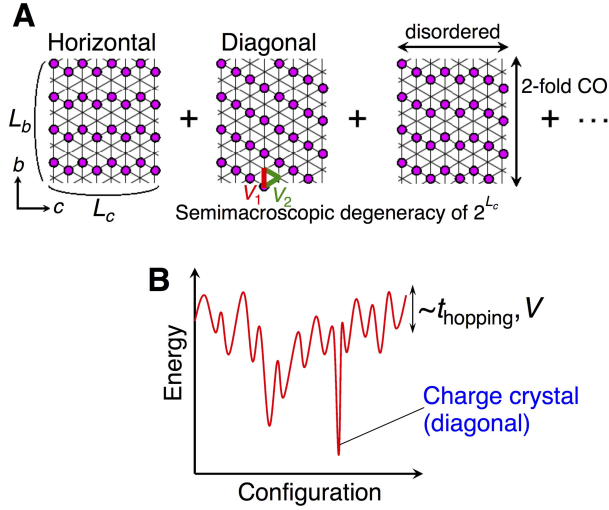 A
Horizontal
Diagonal
disordered
+
+
+ ...
2-fold CO
L_b
b
c
L_c
V_1
V_2
Semimacroscopic degeneracy of 2^{L_c}
B
Energy
~t_hopping, V
Charge crystal
(diagonal)
Configuration